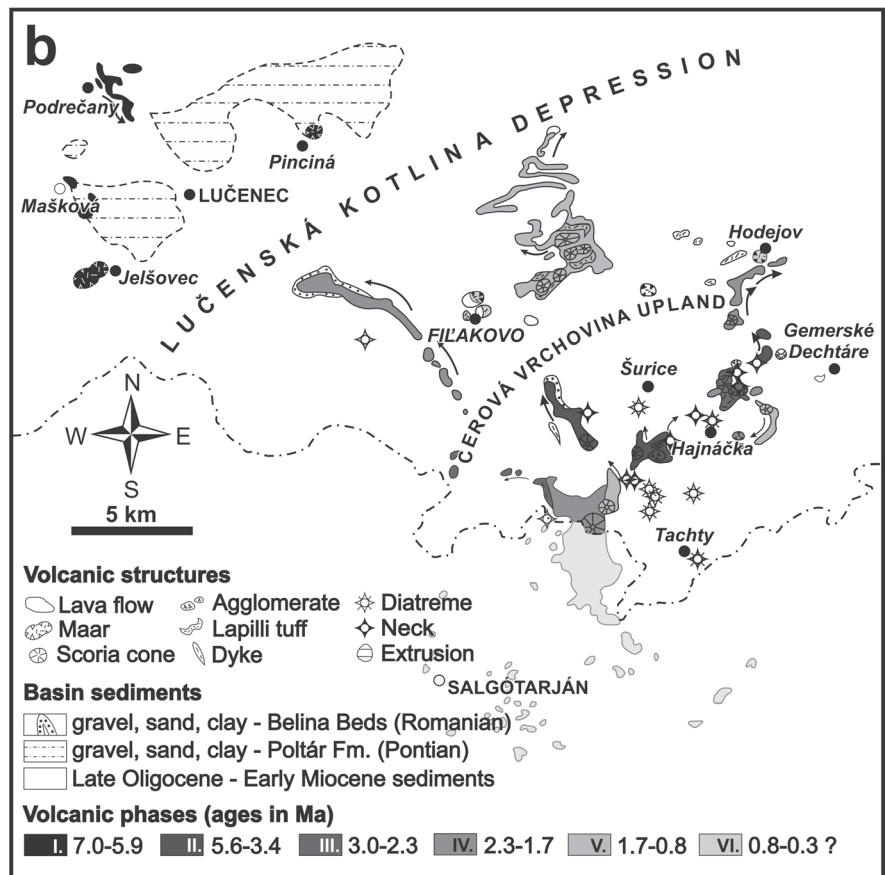 b
Podrečany
Pinciná
LUČENSKÁ KOTLINA DEPRESSION
Mašková
LUČENEC
Jelšovec
Hodejov
FIĽAKOVO
CEROVÁ VRCHOVINA UPLAND
Gemerské
Dechtáre
Šurice
Hajnáčka
N
W E
S
5 km
Tachty
Volcanic structures
Lava flow
Agglomerate
Diatreme
Maar
Lapilli tuff
Neck
Scoria cone
Dyke
Extrusion
SALGÓTARJÁN
Basin sediments
gravel, sand, clay - Belina Beds (Romanian)
gravel, sand, clay - Poltár Fm. (Pontian)
Late Oligocene - Early Miocene sediments
Volcanic phases (ages in Ma)
I. 7.0-5.9 II. 5.6-3.4 III. 3.0-2.3 IV. 2.3-1.7 V. 1.7-0.8 VI. 0.8-0.3 ?